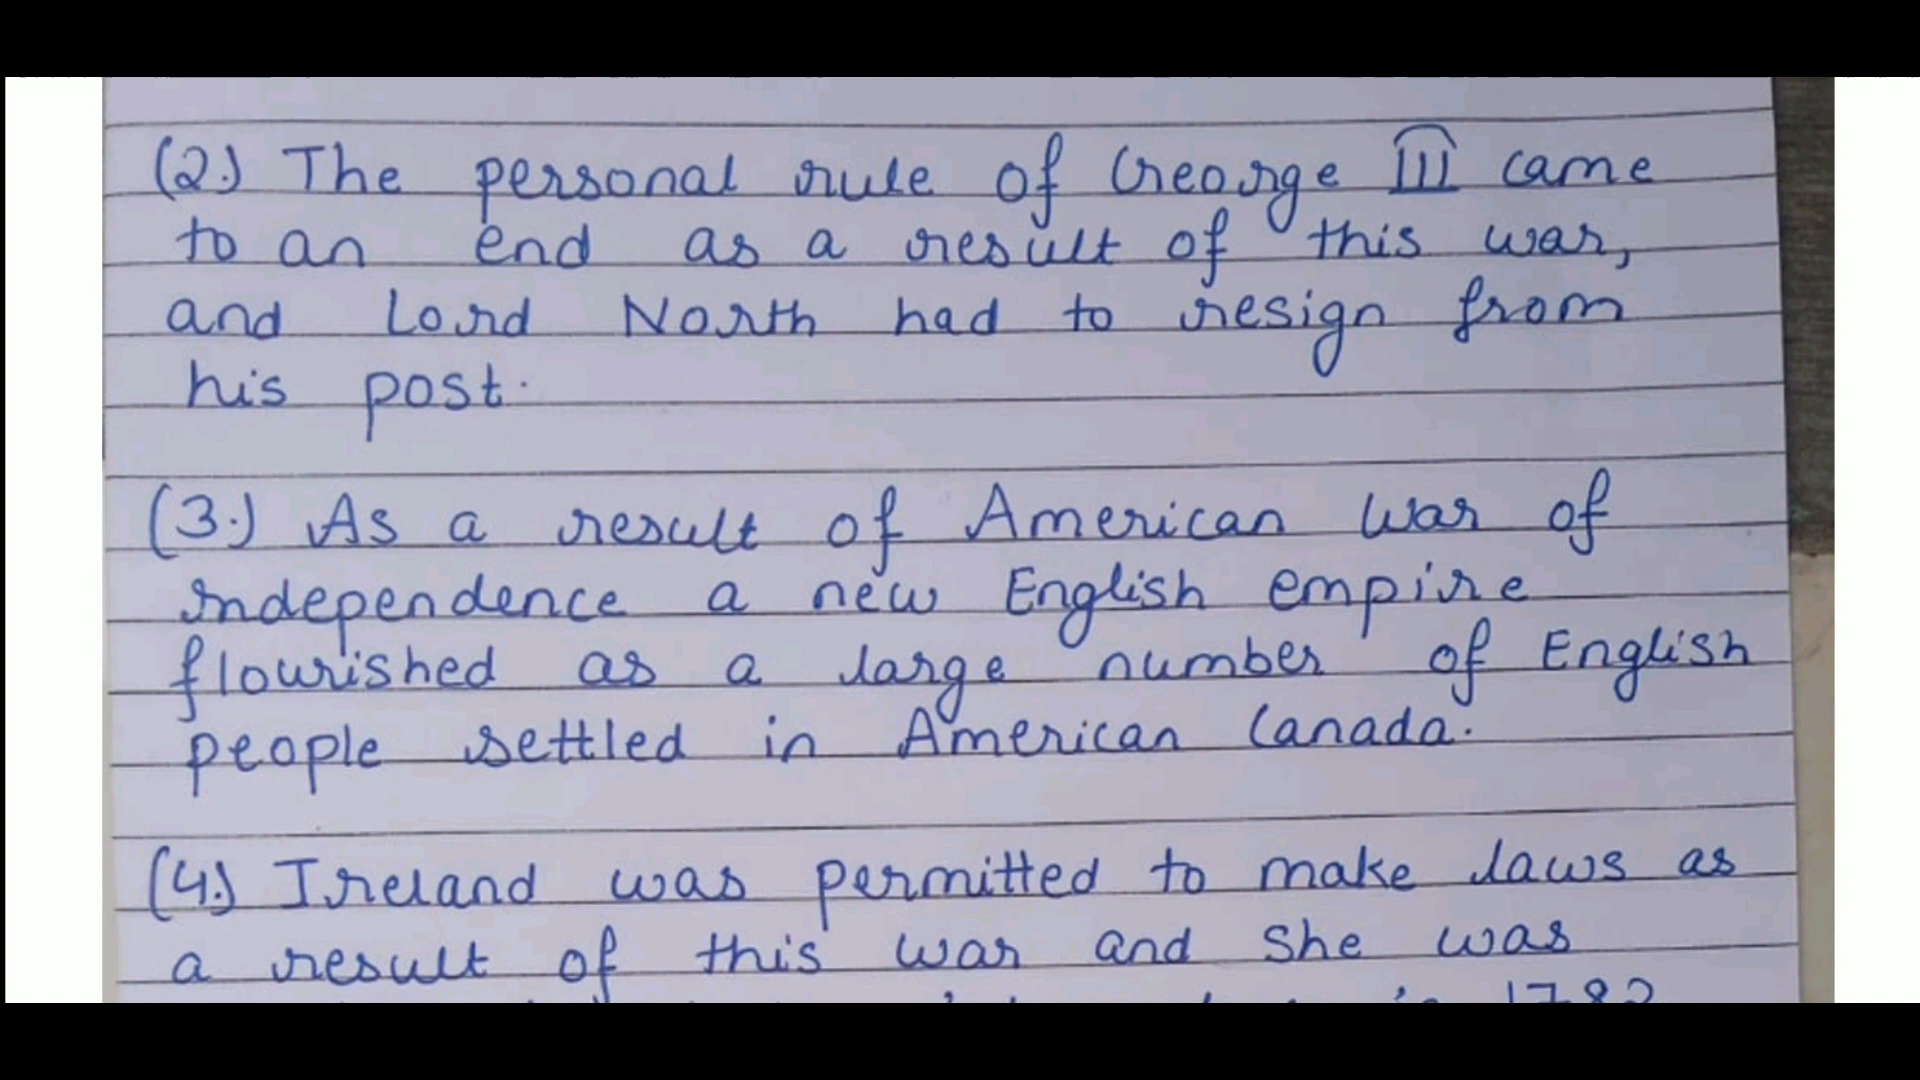 (2.) The personal rule of George III came
to an end as a result of this war,
and Lord North had to resign from
his post.
(3.) As a result of American War of
independence a new English empire
flourished as a large number of English
people settled in American Canada.
(4.) Ireland was permitted to make laws as
a result of this war and she was
in 1782